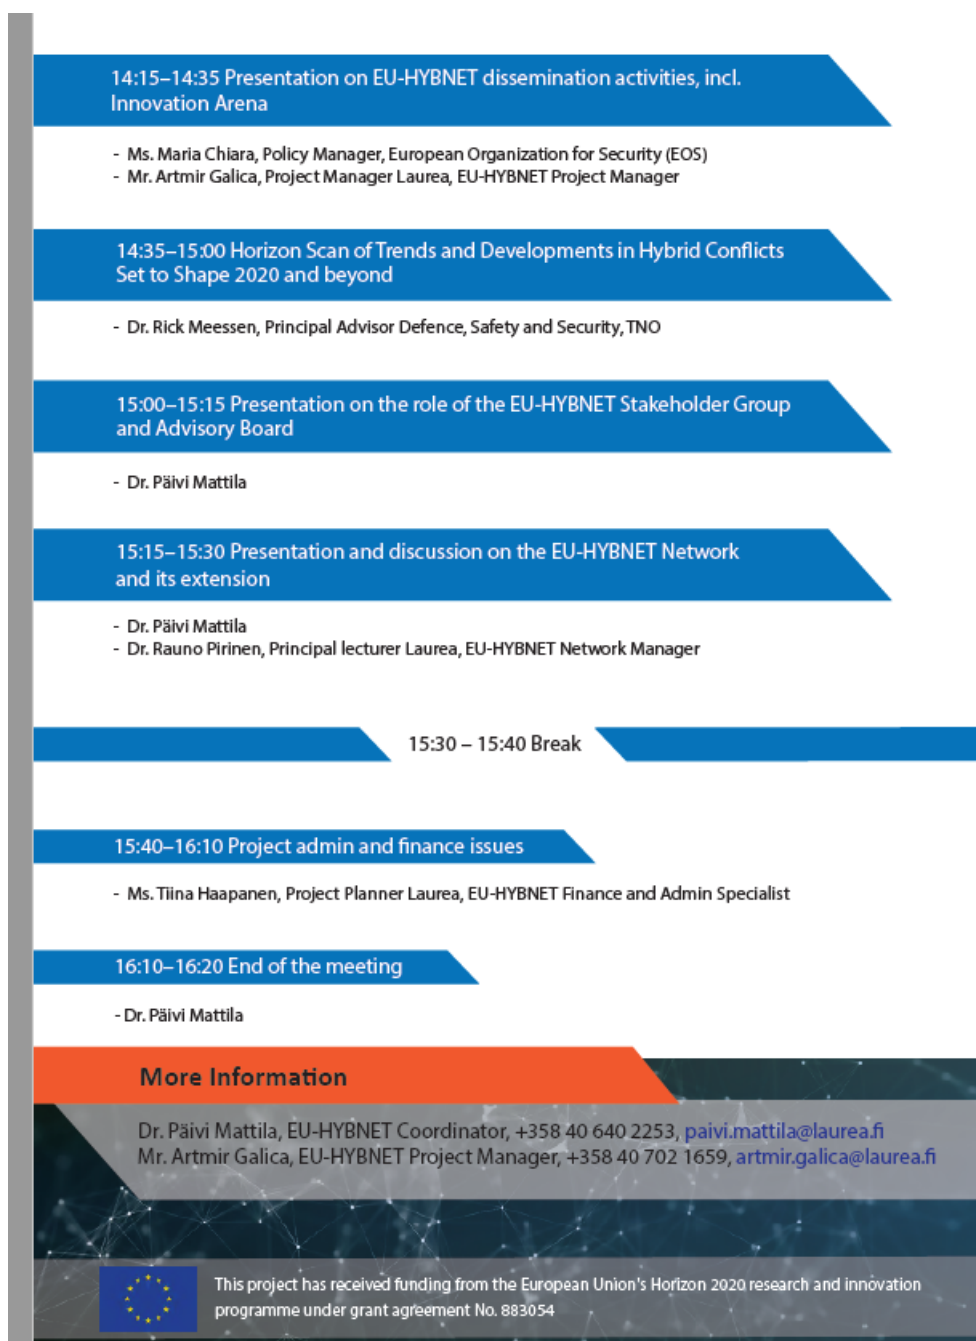 14:15–14:35 Presentation on EU-HYBNET dissemination activities, incl.
Innovation Arena
- Ms. Maria Chiara, Policy Manager, European Organization for Security (EOS)
- Mr. Artmir Galica, Project Manager Laurea, EU-HYBNET Project Manager
14:35–15:00 Horizon Scan of Trends and Developments in Hybrid Conflicts
Set to Shape 2020 and beyond
- Dr. Rick Meessen, Principal Advisor Defence, Safety and Security, TNO
15:00–15:15 Presentation on the role of the EU-HYBNET Stakeholder Group
and Advisory Board
- Dr. Päivi Mattila
15:15–15:30 Presentation and discussion on the EU-HYBNET Network
and its extension
- Dr. Päivi Mattila
- Dr. Rauno Pirinen, Principal lecturer Laurea, EU-HYBNET Network Manager
15:30 – 15:40 Break
15:40–16:10 Project admin and finance issues
- Ms. Tiina Haapanen, Project Planner Laurea, EU-HYBNET Finance and Admin Specialist
16:10–16:20 End of the meeting
- Dr. Päivi Mattila
More Information
Dr. Päivi Mattila, EU-HYBNET Coordinator, +358 40 640 2253, paivi.mattila@laurea.fi
Mr. Artmir Galica, EU-HYBNET Project Manager, +358 40 702 1659, artmir.galica@laurea.fi
This project has received funding from the European Union's Horizon 2020 research and innovation
programme under grant agreement No. 883054